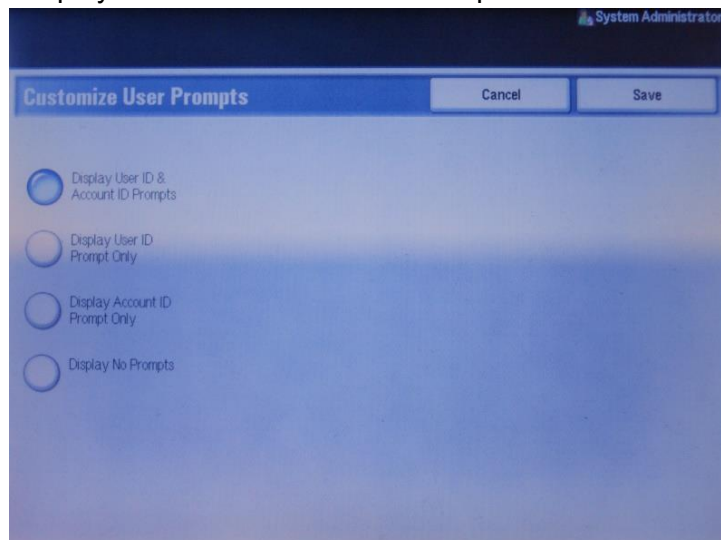 System Administrator
Customize User Prompts
Cancel
Save
Display User ID &
Account ID Prompts
Display User ID
Prompt Only
Display Account ID
Prompt Only
Display No Prompts